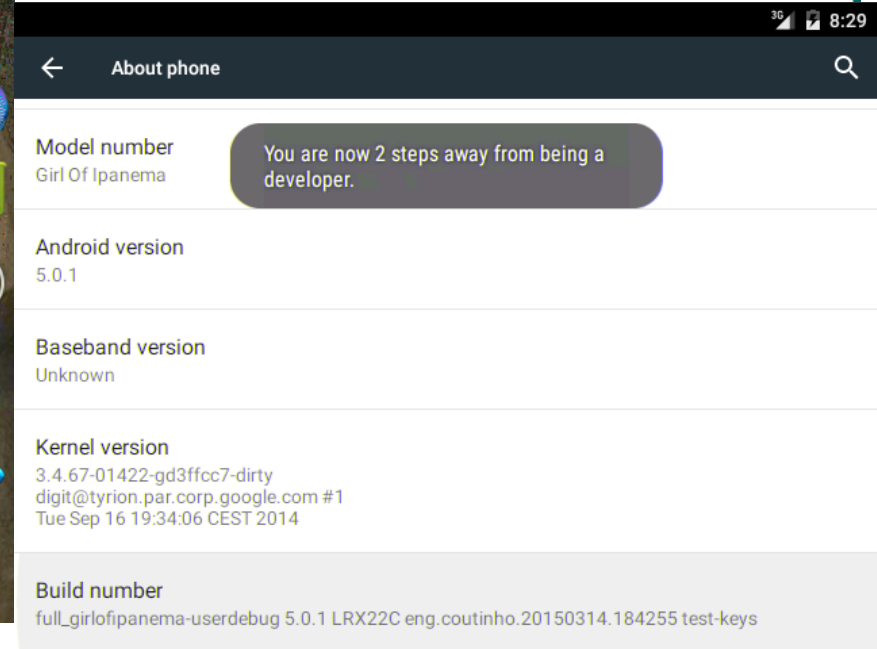 3G 8:29
About phone
Model number
Girl Of Ipanema
You are now 2 steps away from being a
developer.
Android version
5.0.1
Baseband version
Unknown
Kernel version
3.4.67-01422-gd3ffcc7-dirty
digit@tyrion.par.corp.google.com #1
Tue Sep 16 19:34:06 CEST 2014
Build number
full_girlofipanema-userdebug 5.0.1 LRX22C eng.coutinho.20150314.184255 test-keys